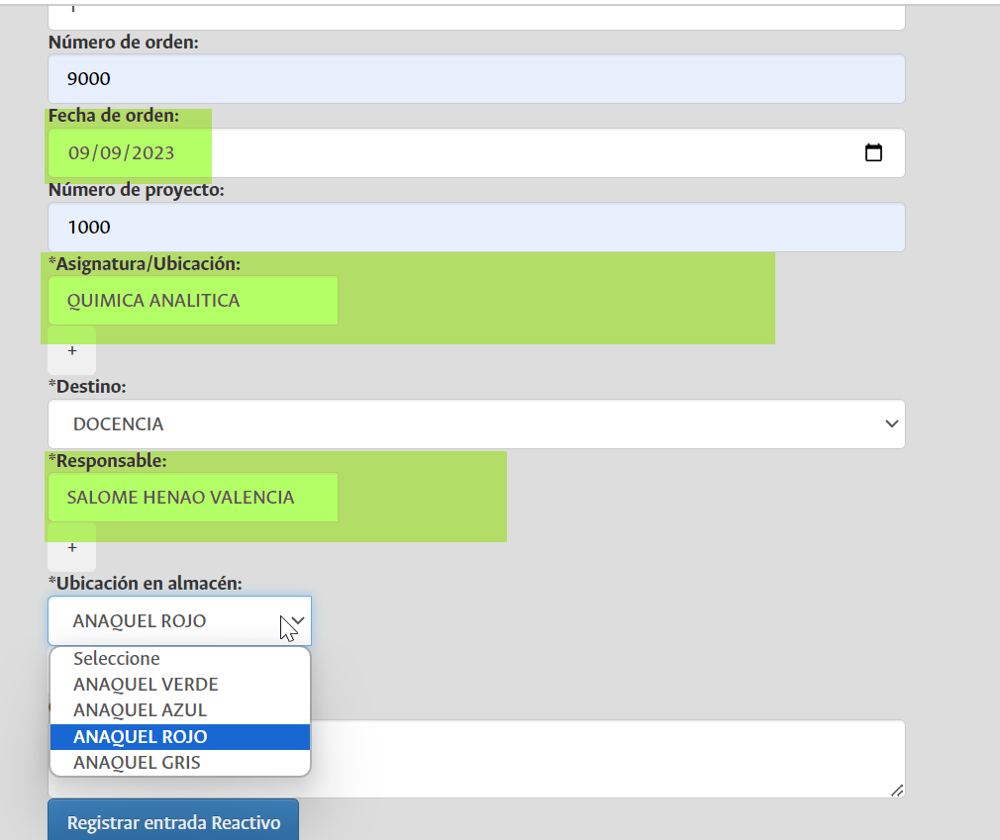 Número de orden:
9000
Fecha de orden:
09/09/2023
Número de proyecto:
1000
*Asignatura/Ubicación:
QUIMICA ANALITICA
+
*Destino:
DOCENCIA
*Responsable:
SALOME HENAO VALENCIA
+
*Ubicación en almacén:
ANAQUEL ROJO
Seleccione
ANAQUEL VERDE
ANAQUEL AZUL
ANAQUEL ROJO
ANAQUEL GRIS
Registrar entrada Reactivo